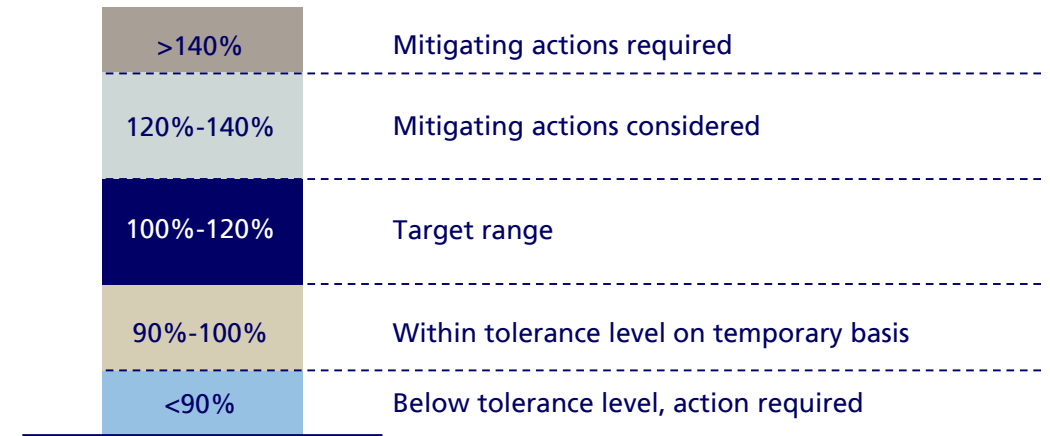 >140% Mitigating actions required
120%-140% Mitigating actions considered
100%-120% Target range
90%-100% Within tolerance level on temporary basis
<90% Below tolerance level, action required